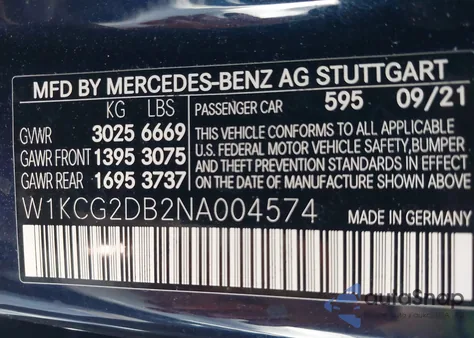 MFD BY MERCEDES-BENZ AG STUTTGART
KG LBS
PASSENGER CAR 595 09/21
GVWR 3025 6669
GAWR FRONT 1395 3075
GAWR REAR 1695 3737
THIS VEHICLE CONFORMS TO ALL APPLICABLE
U.S. FEDERAL MOTOR VEHICLE SAFETY,BUMPER
AND THEFT PREVENTION STANDARDS IN EFFECT
ON THE DATE OF MANUFACTURE SHOWN ABOVE
W1KCG2DB2NA004574
MADE IN GERMANY
autoShop